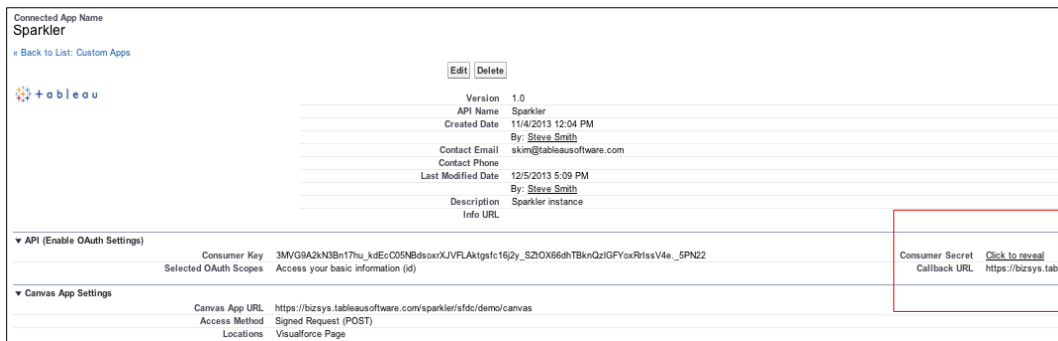 Connected App Name
Sparkler
« Back to List: Custom Apps
Edit Delete
+ a b l e a u
Version 1.0
API Name Sparkler
Created Date 11/4/2013 12:04 PM
By: Steve Smith
Contact Email skim@tableausoftware.com
Contact Phone
Last Modified Date 12/5/2013 5:09 PM
By: Steve Smith
Description Sparkler instance
Info URL
▼ API (Enable OAuth Settings)
Consumer Key 3MVG9A2kN3Bn17hu_kdEcC05NBdsoxrXJVFLAktgsfc16j2y_SZtOX66dhTBknQzIGFYoxRrIssV4e._5PN22 Consumer Secret Click to reveal
Selected OAuth Scopes Access your basic information (id) Callback URL https://bizsys.tab
▼ Canvas App Settings
Canvas App URL https://bizsys.tableausoftware.com/sparkler/sfdc/demo/canvas
Access Method Signed Request (POST)
Locations Visualforce Page